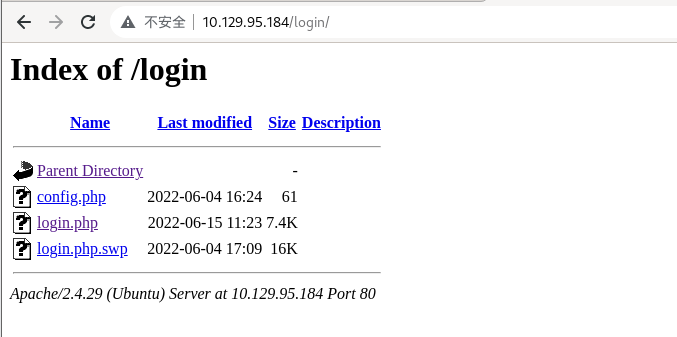 不安全 10.129.95.184/login/
Index of /login
Name Last modified Size Description
Parent Directory -
config.php 2022-06-04 16:24 61
login.php 2022-06-15 11:23 7.4K
login.php.swp 2022-06-04 17:09 16K
Apache/2.4.29 (Ubuntu) Server at 10.129.95.184 Port 80